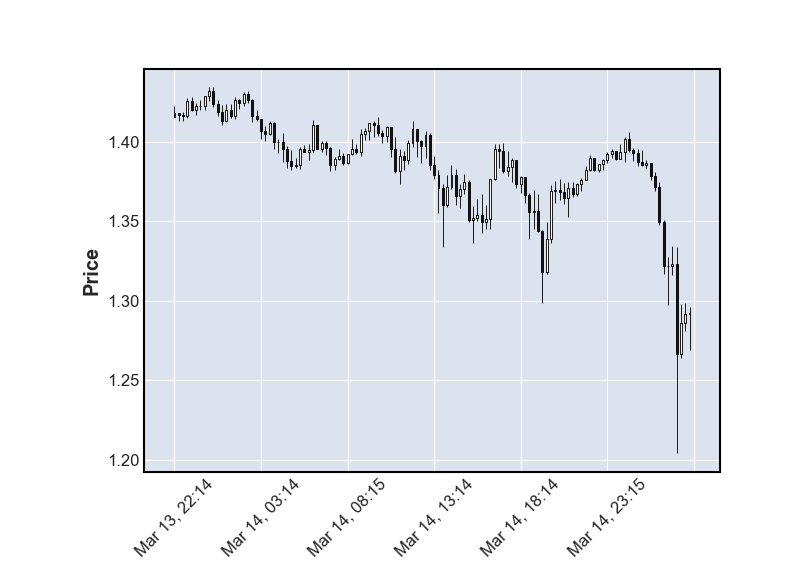 1.40
1.35
1.30
1.25
1.20
Price
Mar 13, 22:14
Mar 14, 03:14
Mar 14, 08:15
Mar 14, 13:14
Mar 14, 18:14
Mar 14, 23:15